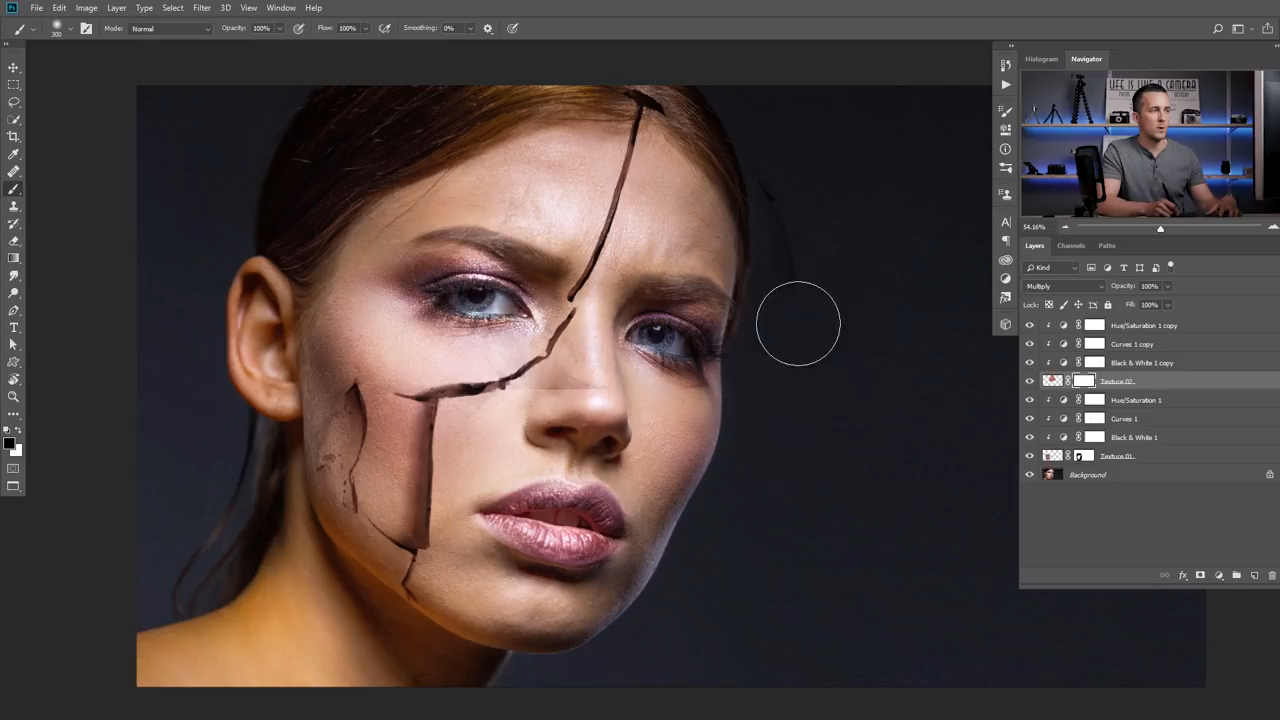 Ps File Edit Image Layer Type Select Filter 3D View Window Help
300 Mode: Normal Opacity: 100% Flow: 100% Smoothing: 0%
Histogram Navigator
LIFE IS LIKE A CAMERA
54.16%
Layers Channels Paths
Kind
Multiply Opacity: 100%
Lock: Fill: 100%
Hue/Saturation 1 copy
Curves 1 copy
Black & White 1 copy
Texture 02
Hue/Saturation 1
Curves 1
Black & White 1
Texture 01
Background